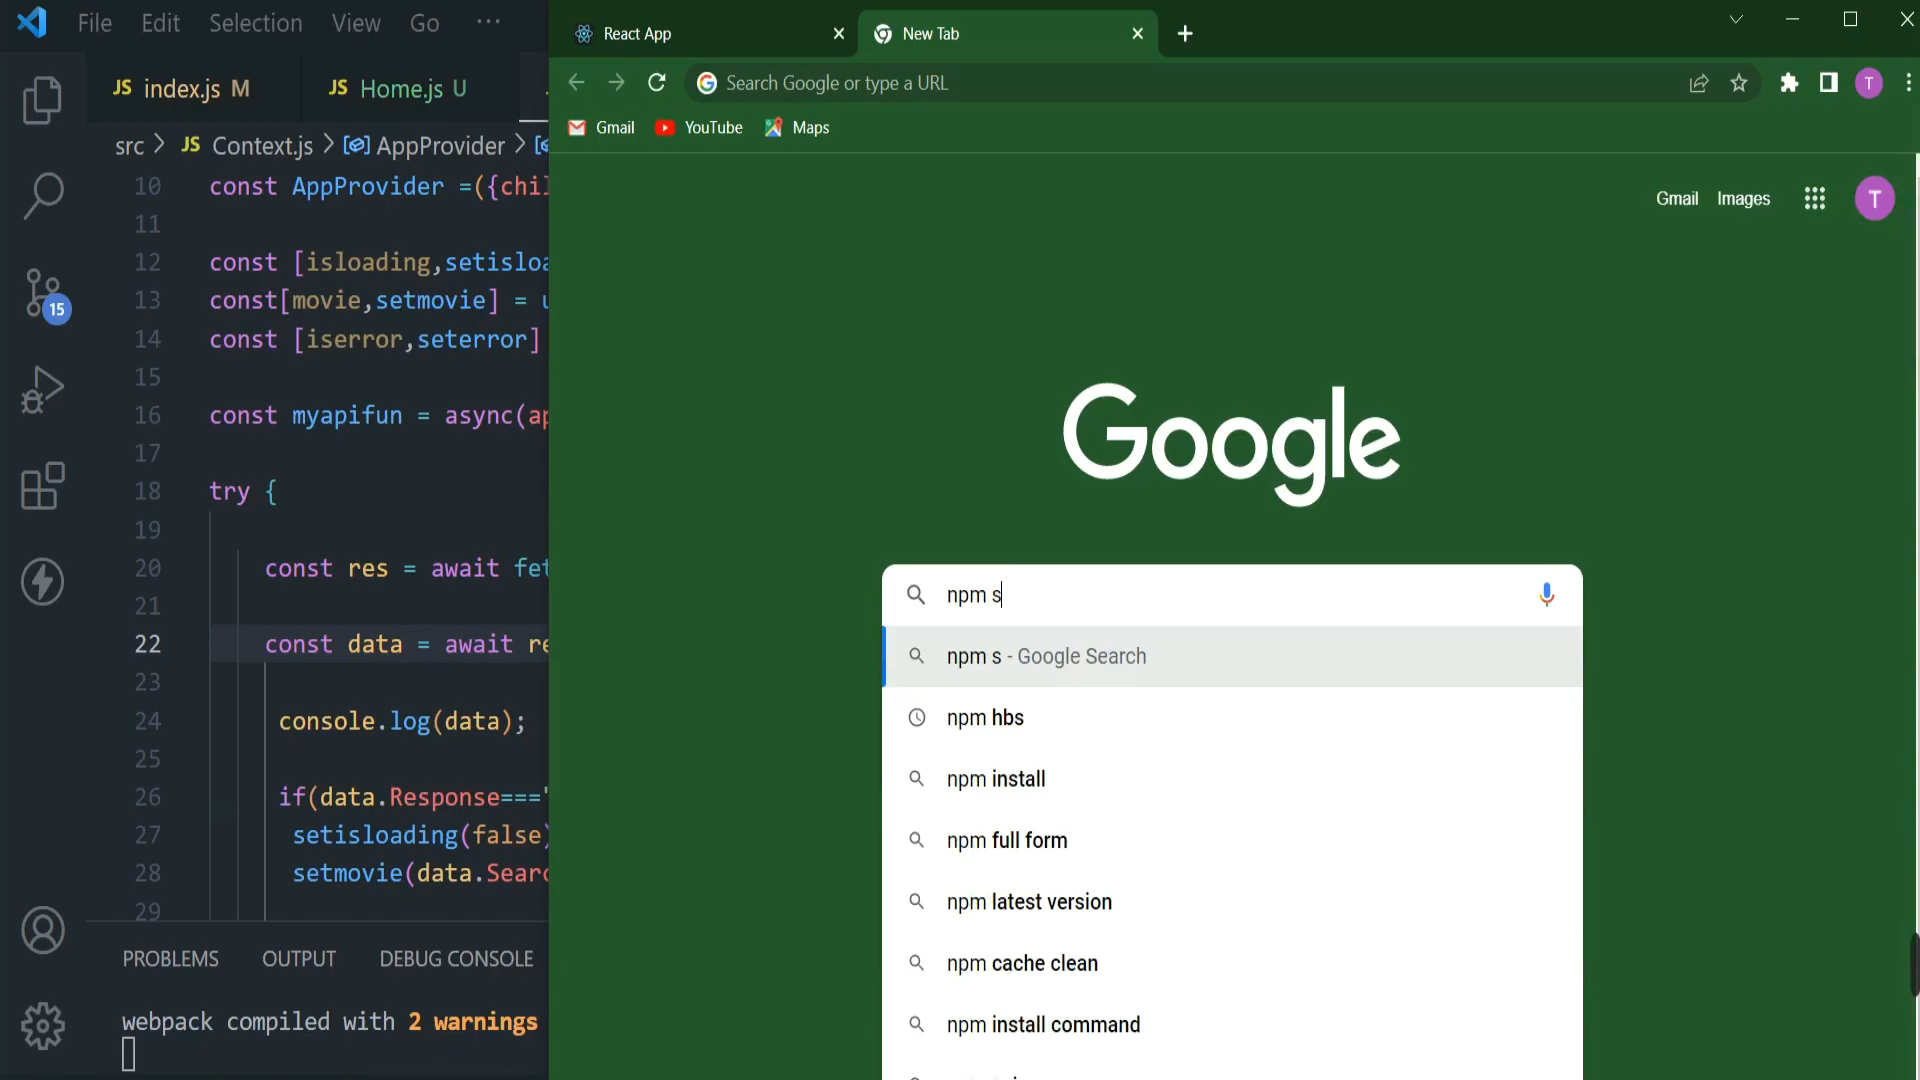 File Edit Selection View Go ···
JS index.js M
JS Home.js U
src > JS Context.js > AppProvider >
10 const AppProvider =({chil
11
12 const [isloading,setisloa
13 const[movie,setmovie] = u
14 const [iserror,seterror]
15
16 const myapifun = async(ap
17
18 try {
19
20 const res = await fet
21
22 const data = await re
23
24 console.log(data);
25
26 if(data.Response==="
27 setisloading(false)
28 setmovie(data.Searc
29
15
PROBLEMS OUTPUT DEBUG CONSOLE
webpack compiled with 2 warnings
React App
New Tab
Search Google or type a URL
T
Gmail YouTube Maps
Gmail Images T
Google
npm s
npm s - Google Search
npm hbs
npm install
npm full form
npm latest version
npm cache clean
npm install command